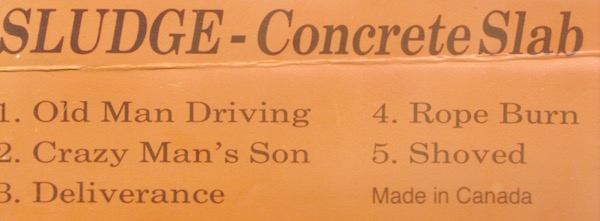 SLUDGE - Concrete Slab
1. Old Man Driving
2. Crazy Man's Son
3. Deliverance
4. Rope Burn
5. Shoved
Made in Canada